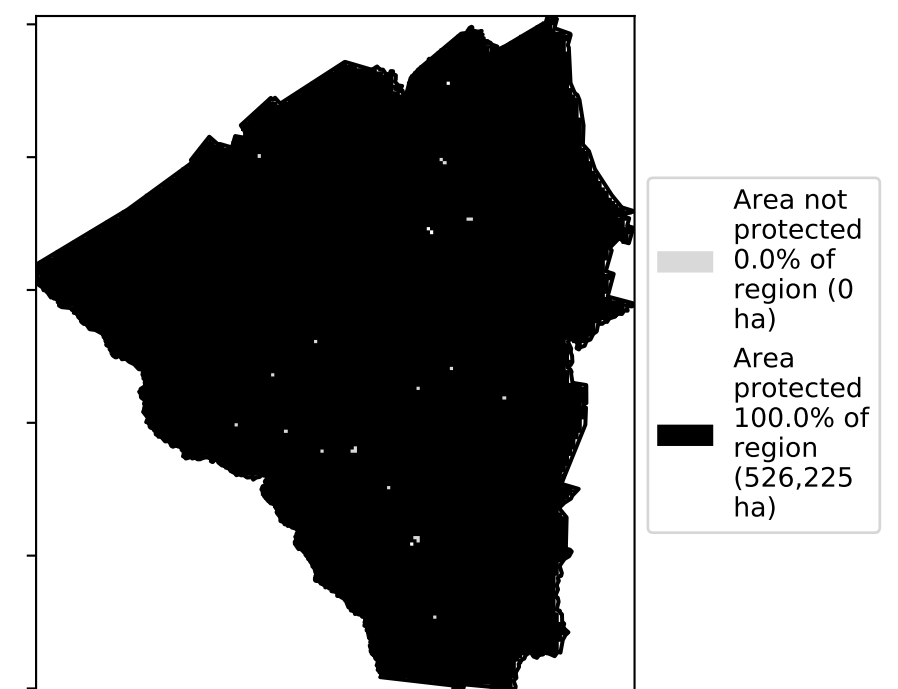 Area not
protected
0.0% of
region (0
ha)
Area
protected
100.0% of
region
(526,225
ha)